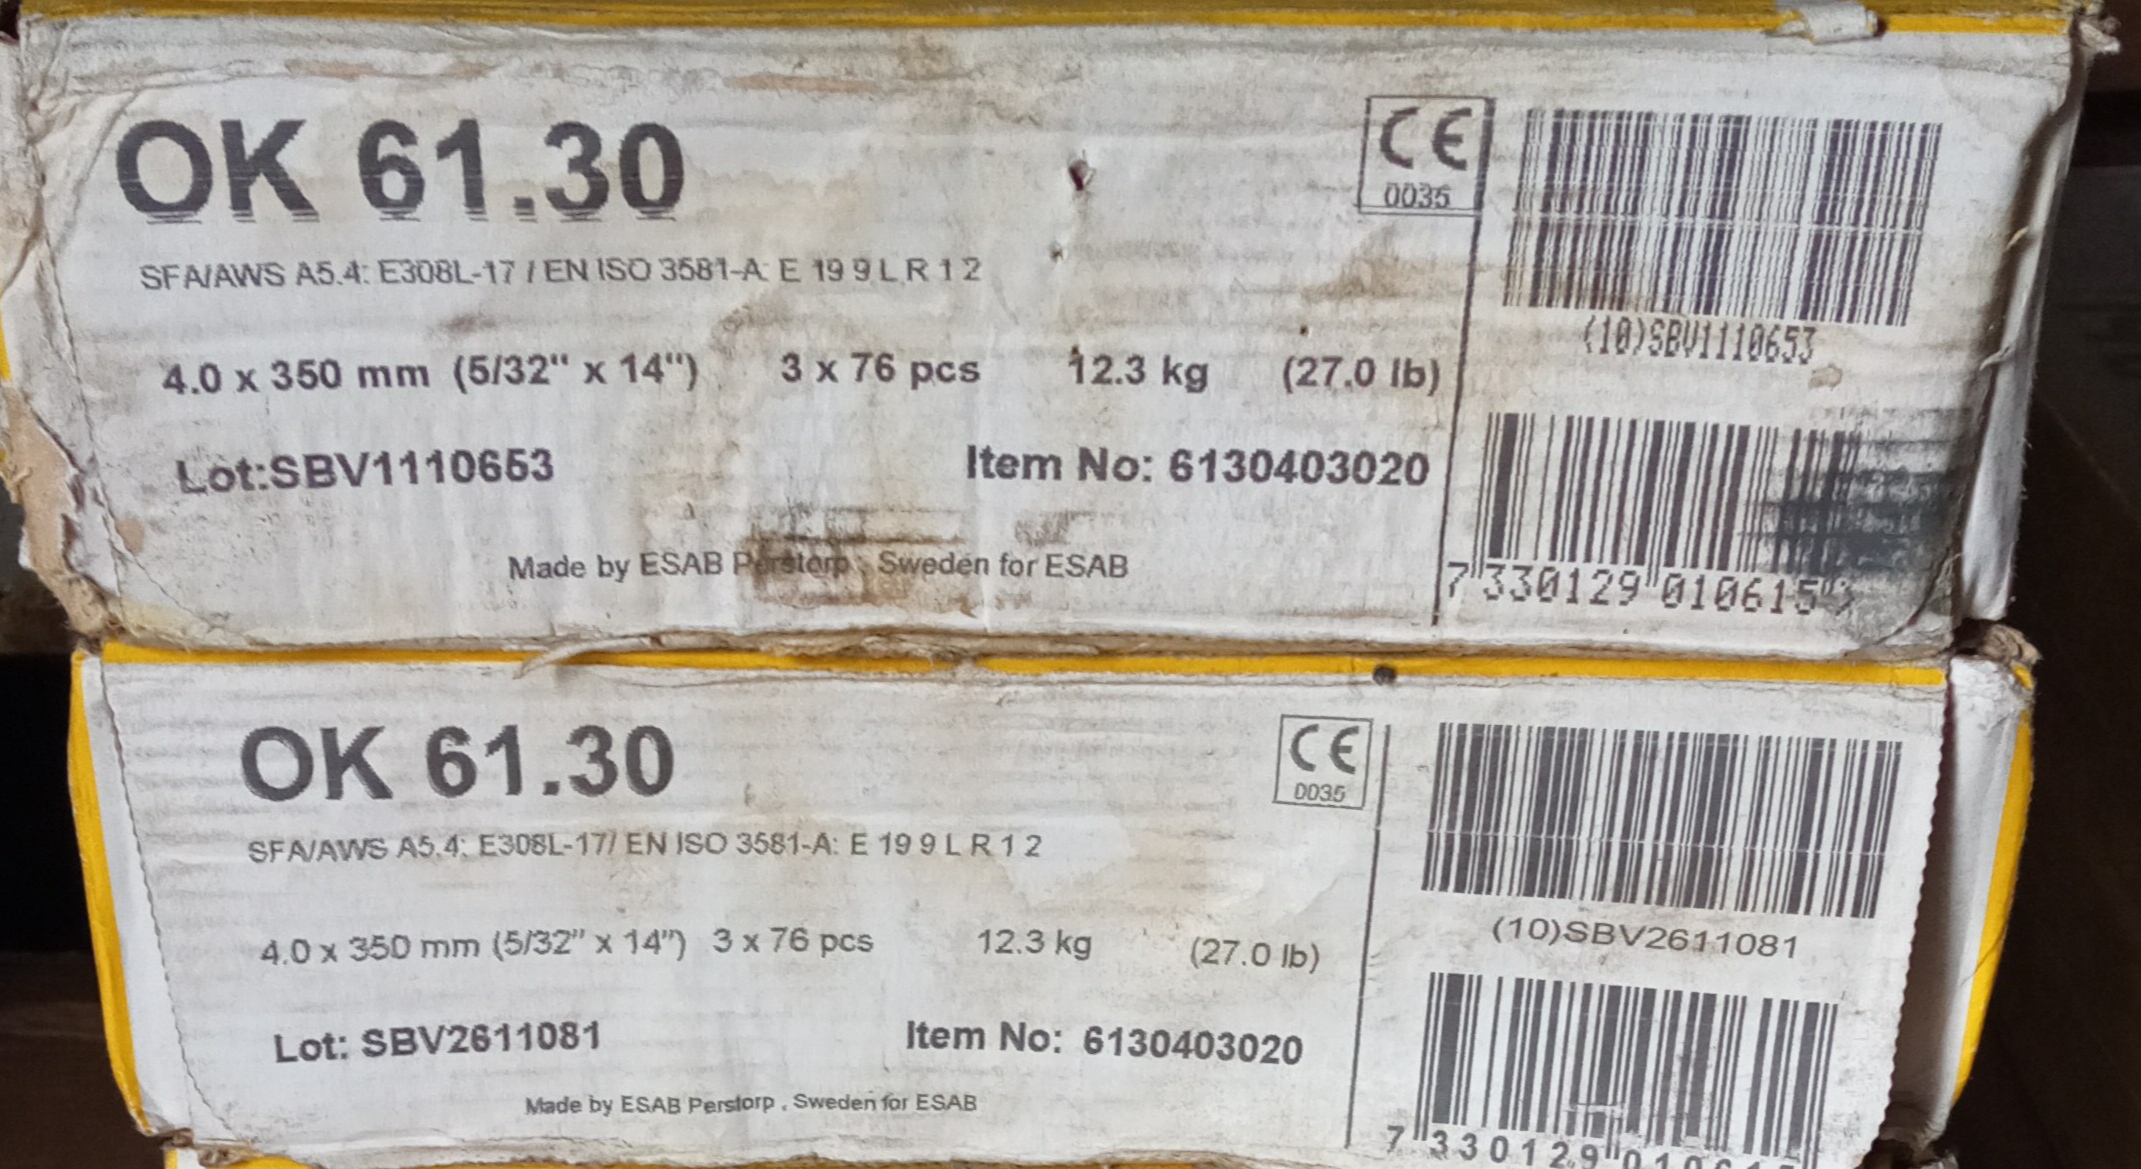 OK 61.30
CE
0035
SFA/AWS A5.4: E308L-17 / EN ISO 3581-A: E 19 9 L R 1 2
(10)SBV1110653
4.0 x 350 mm (5/32" x 14") 3 x 76 pcs 12.3 kg (27.0 lb)
Lot:SBV1110653 Item No: 6130403020
Made by ESAB Perstorp, Sweden for ESAB
7 330129 010615
OK 61.30
CE
0035
SFA/AWS A5.4: E308L-17/ EN ISO 3581-A: E 19 9 L R 1 2
(10)SBV2611081
4.0 x 350 mm (5/32" x 14") 3 x 76 pcs 12.3 kg (27.0 lb)
Lot: SBV2611081 Item No: 6130403020
Made by ESAB Perstorp , Sweden for ESAB
7 330129